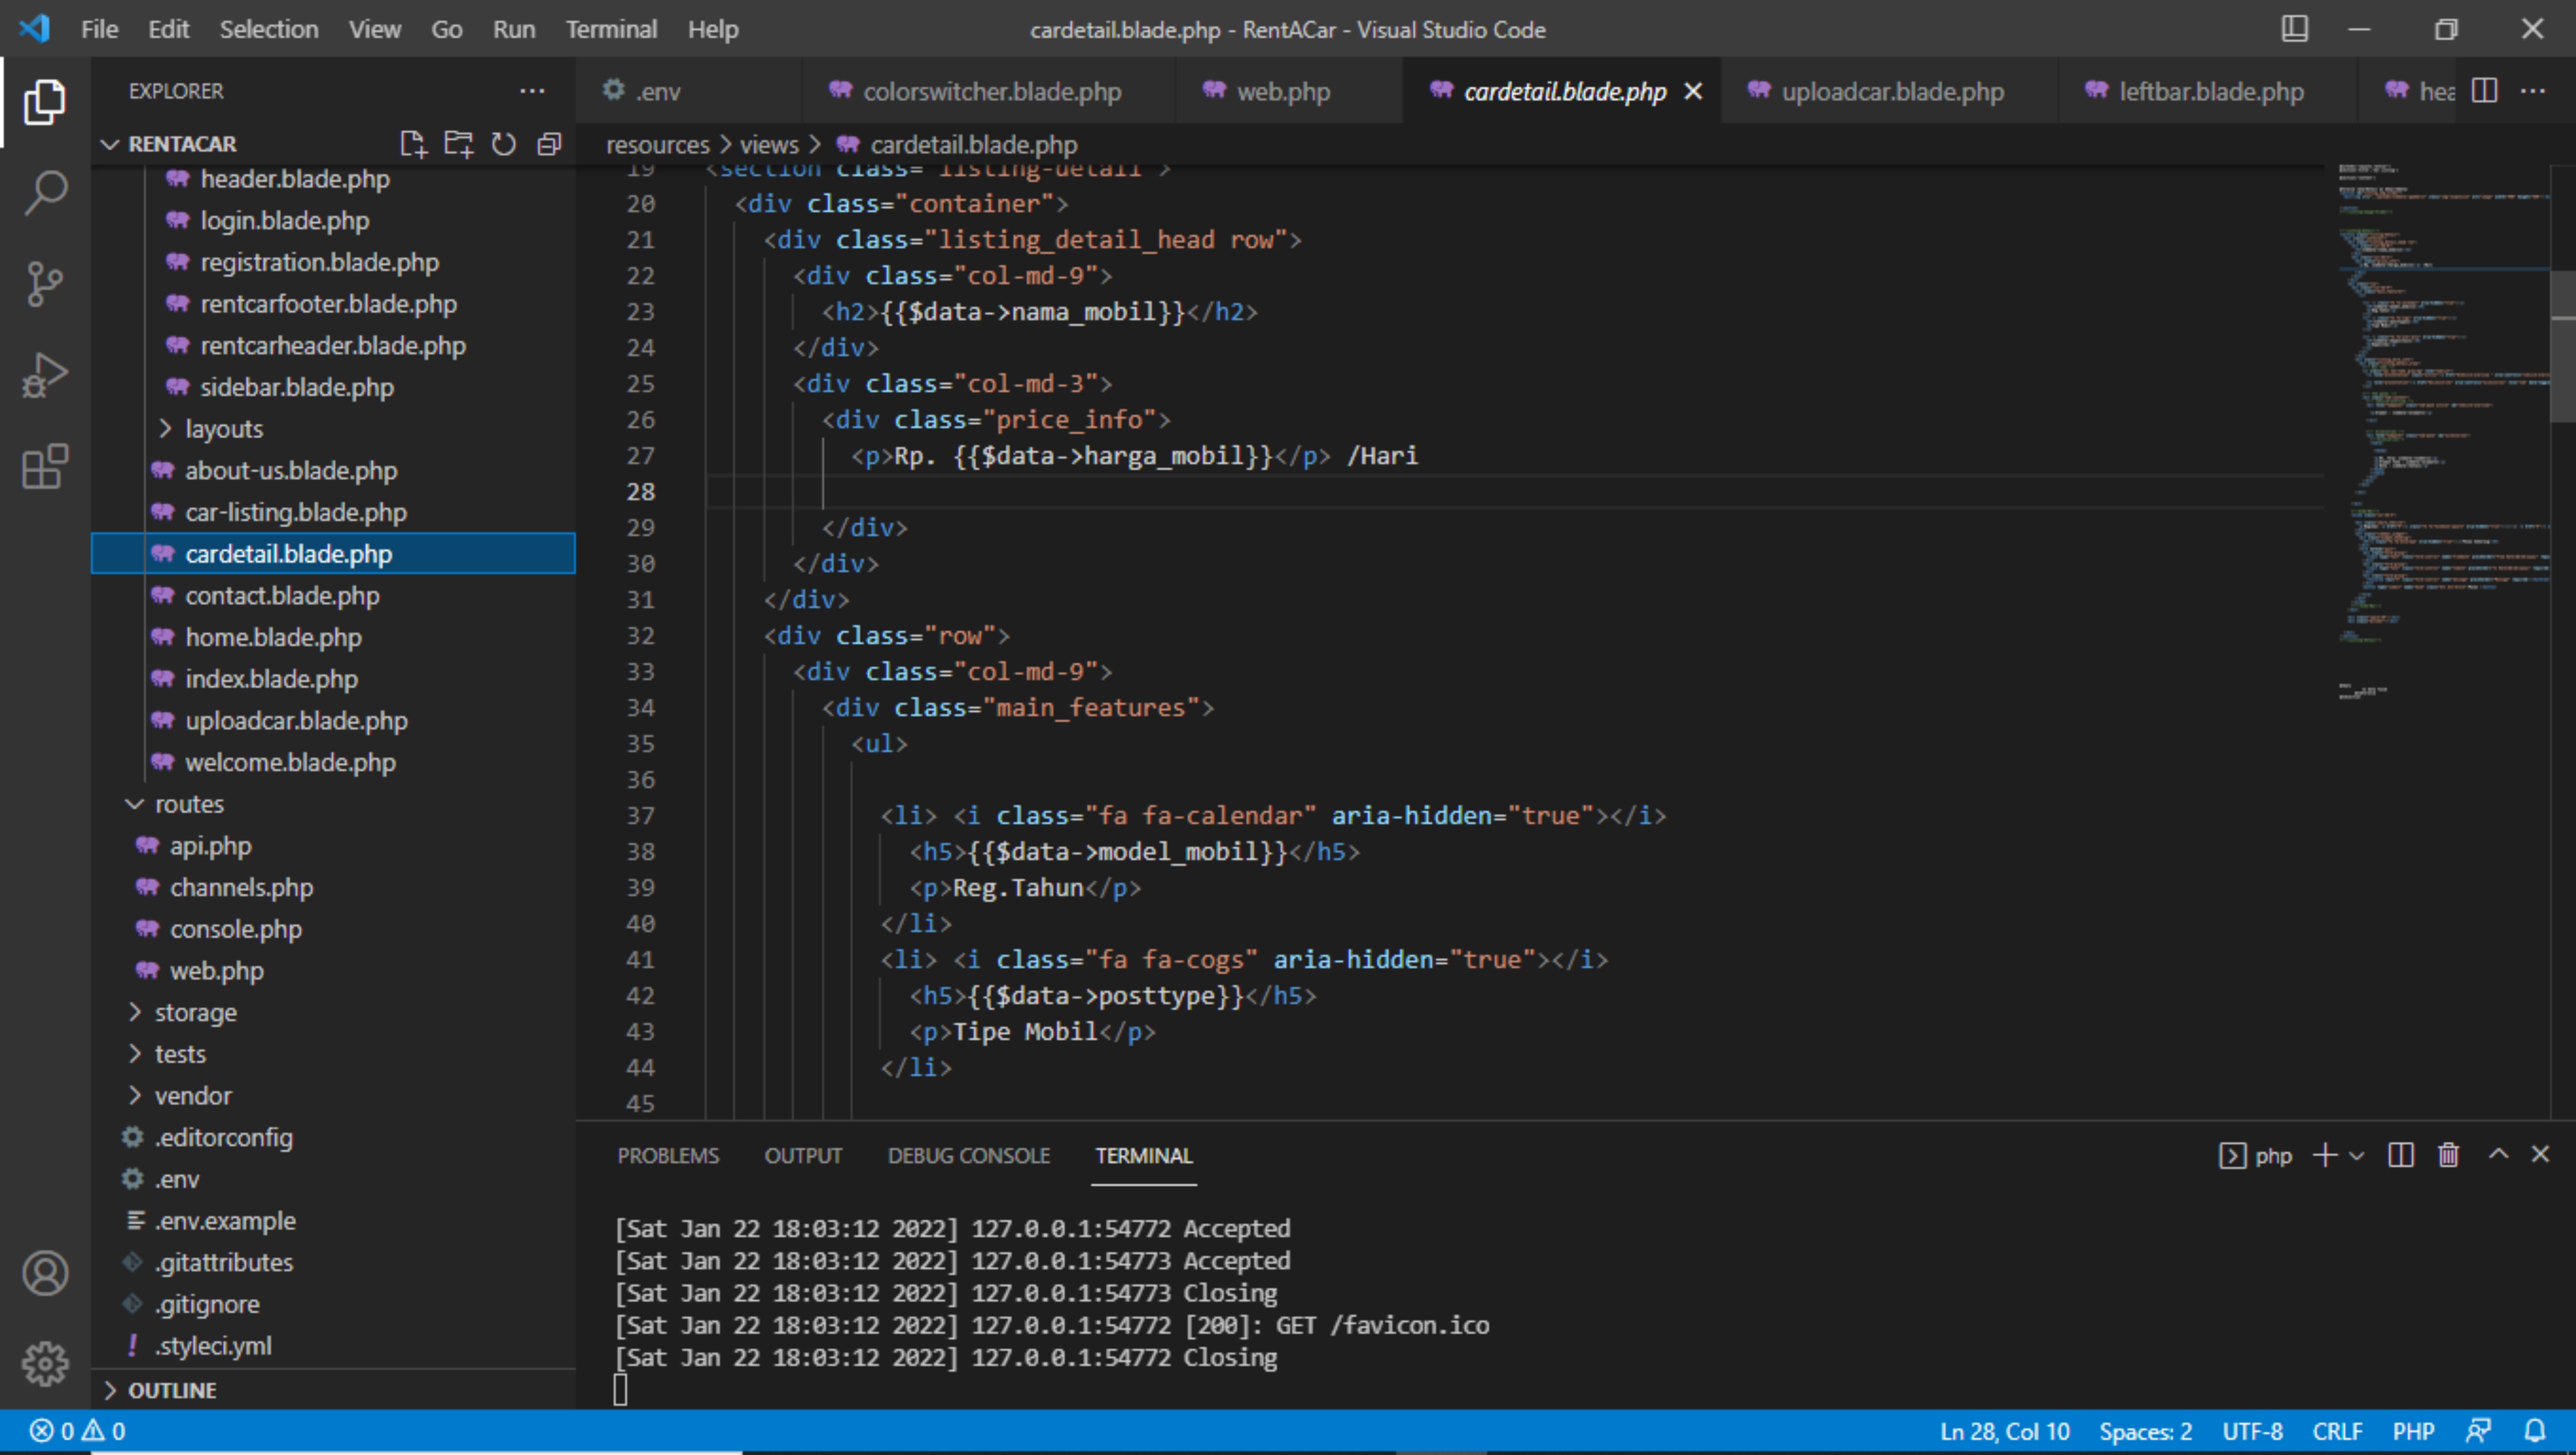 File Edit Selection View Go Run Terminal Help
cardetail.blade.php - RentACar - Visual Studio Code
EXPLORER
RENTACAR
header.blade.php
login.blade.php
registration.blade.php
rentcarfooter.blade.php
rentcarheader.blade.php
sidebar.blade.php
layouts
about-us.blade.php
car-listing.blade.php
cardetail.blade.php
contact.blade.php
home.blade.php
index.blade.php
uploadcar.blade.php
welcome.blade.php
routes
api.php
channels.php
console.php
web.php
storage
tests
vendor
.editorconfig
.env
.env.example
.gitattributes
.gitignore
.styleci.yml
OUTLINE
.env colorswitcher.blade.php web.php cardetail.blade.php uploadcar.blade.php leftbar.blade.php hea
resources > views > cardetail.blade.php
19 <section class="listing-detail">
20 <div class="container">
21 <div class="listing_detail_head row">
22 <div class="col-md-9">
23 <h2>{{$data->nama_mobil}}</h2>
24 </div>
25 <div class="col-md-3">
26 <div class="price_info">
27 <p>Rp. {{$data->harga_mobil}}</p> /Hari
28
29 </div>
30 </div>
31 </div>
32 <div class="row">
33 <div class="col-md-9">
34 <div class="main_features">
35 <ul>
36
37 <li> <i class="fa fa-calendar" aria-hidden="true"></i>
38 <h5>{{$data->model_mobil}}</h5>
39 <p>Reg.Tahun</p>
40 </li>
41 <li> <i class="fa fa-cogs" aria-hidden="true"></i>
42 <h5>{{$data->posttype}}</h5>
43 <p>Tipe Mobil</p>
44 </li>
45
PROBLEMS OUTPUT DEBUG CONSOLE TERMINAL
php
[Sat Jan 22 18:03:12 2022] 127.0.0.1:54772 Accepted
[Sat Jan 22 18:03:12 2022] 127.0.0.1:54773 Accepted
[Sat Jan 22 18:03:12 2022] 127.0.0.1:54773 Closing
[Sat Jan 22 18:03:12 2022] 127.0.0.1:54772 [200]: GET /favicon.ico
[Sat Jan 22 18:03:12 2022] 127.0.0.1:54772 Closing
0 0
Ln 28, Col 10 Spaces: 2 UTF-8 CRLF PHP